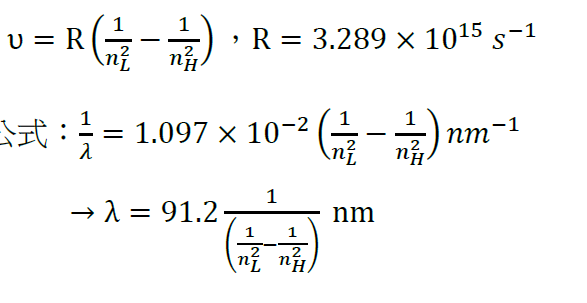 υ = R(1/n_L² − 1/n_H²) ，R = 3.289 × 10¹⁵ s⁻¹
公式：1/λ = 1.097 × 10⁻² (1/n_L² − 1/n_H²) nm⁻¹
→ λ = 91.2 1/(1/n_L² − 1/n_H²) nm